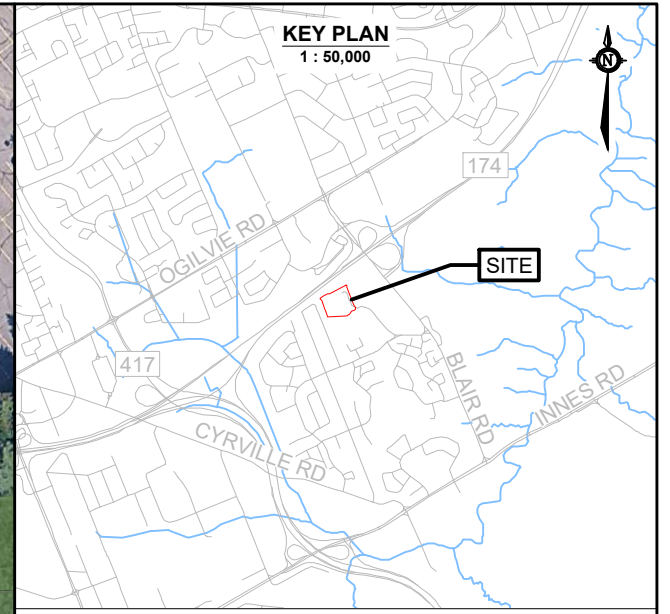 KEY PLAN
1 : 50,000
N
174
OGILVIE RD
SITE
417
BLAIR RD
INNES RD
CYRVILLE RD